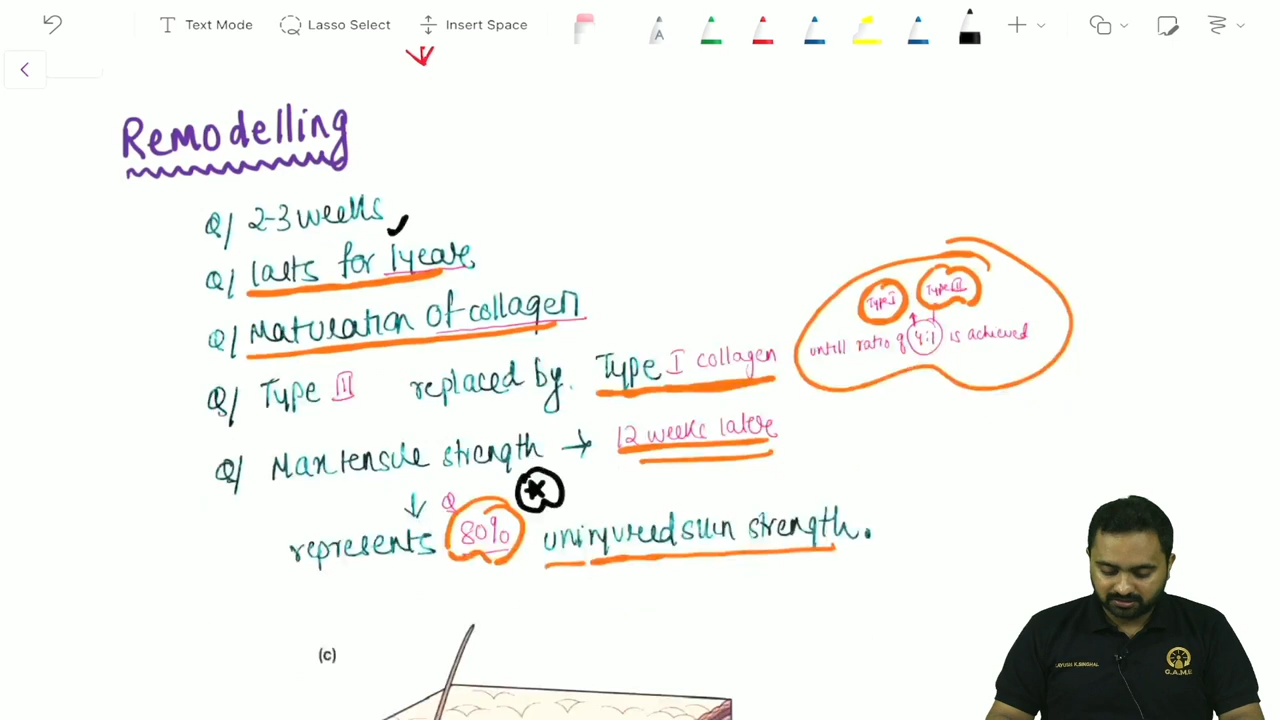 Text Mode Lasso Select Insert Space
Remodelling
Q/ 2-3 weeks
Q/ lasts for 1 year
Q/ Maturation of collagen
Q/ Type III replaced by. Type I collagen
Type I Type III
untill ratio of 4:1 is achieved
Q/ Max tensile strength → 12 weeks later
↓ Q
represents 80% uninjured skin strength.
(c)
AYUSH K.SINGHAL
G.A.M.E